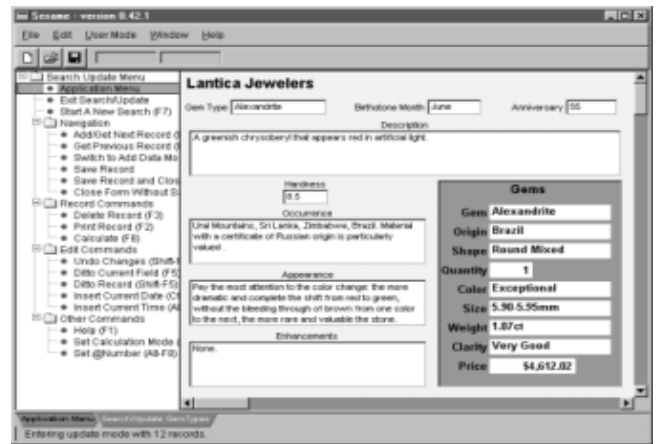 Sesame - version 0.42.1
File Edit User Mode Window Help
Search Update Menu
Application Menu
Exit Search/Update
Start A New Search (F7)
Navigation
Add/Get Next Record (
Get Previous Record (
Switch to Add Data Mo
Save Record
Save Record and Clos
Close Form Without S
Record Commands
Delete Record (F3)
Print Record (F2)
Calculate (F8)
Edit Commands
Undo Changes (Shift-
Ditto Current Field (F5)
Ditto Record (Shift-F5)
Insert Current Date (Ct
Insert Current Time (Al
Other Commands
Help (F1)
Set Calculation Mode (
Set @Number (Alt-F8)
Lantica Jewelers
Gem Type Alexandrite Birthstone Month June Anniversary 55
Description
A greenish chrysoberyl that appears red in artificial light.
Hardness
8.5
Occurrence
Ural Mountains, Sri Lanka, Zimbabwe, Brazil. Material
with a certificate of Russian origin is particularly
valued .
Appearance
Pay the most attention to the color change: the more
dramatic and complete the shift from red to green,
without the bleeding through of brown from one color
to the next, the more rare and valuable the stone.
Enhancements
None.
Gems
Gem Alexandrite
Origin Brazil
Shape Round Mixed
Quantity 1
Color Exceptional
Size 5.90-5.95mm
Weight 1.07ct
Clarity Very Good
Price $4,612.02
Application Menu Search/Update Gem Types
Entering update mode with 12 records.